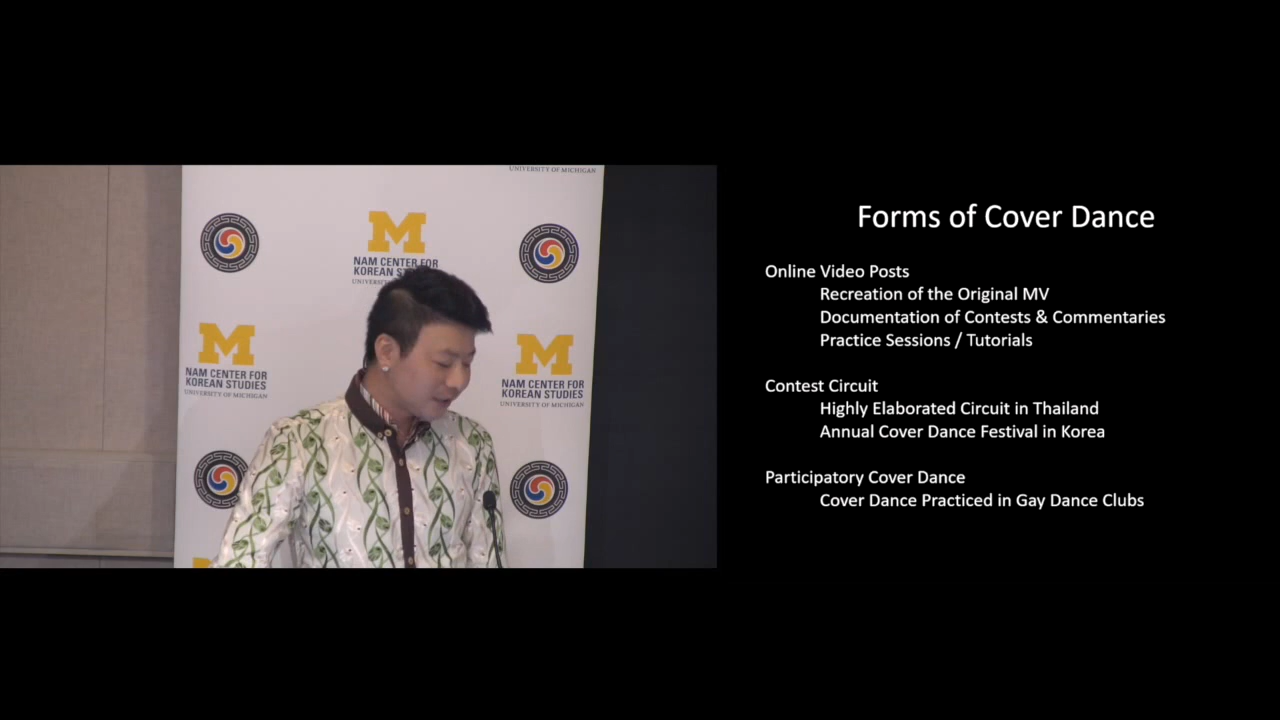 UNIVERSITY OF MICHIGAN
M
NAM CENTER FOR
KOREAN
M
NAM CENTER FOR
KOREAN STUDIES
UNIVERSITY OF MICHIGAN
M
NAM CENTER FOR
KOREAN STUDIES
UNIVERSITY OF MICHIGAN
Forms of Cover Dance
Online Video Posts
Recreation of the Original MV
Documentation of Contests & Commentaries
Practice Sessions / Tutorials
Contest Circuit
Highly Elaborated Circuit in Thailand
Annual Cover Dance Festival in Korea
Participatory Cover Dance
Cover Dance Practiced in Gay Dance Clubs